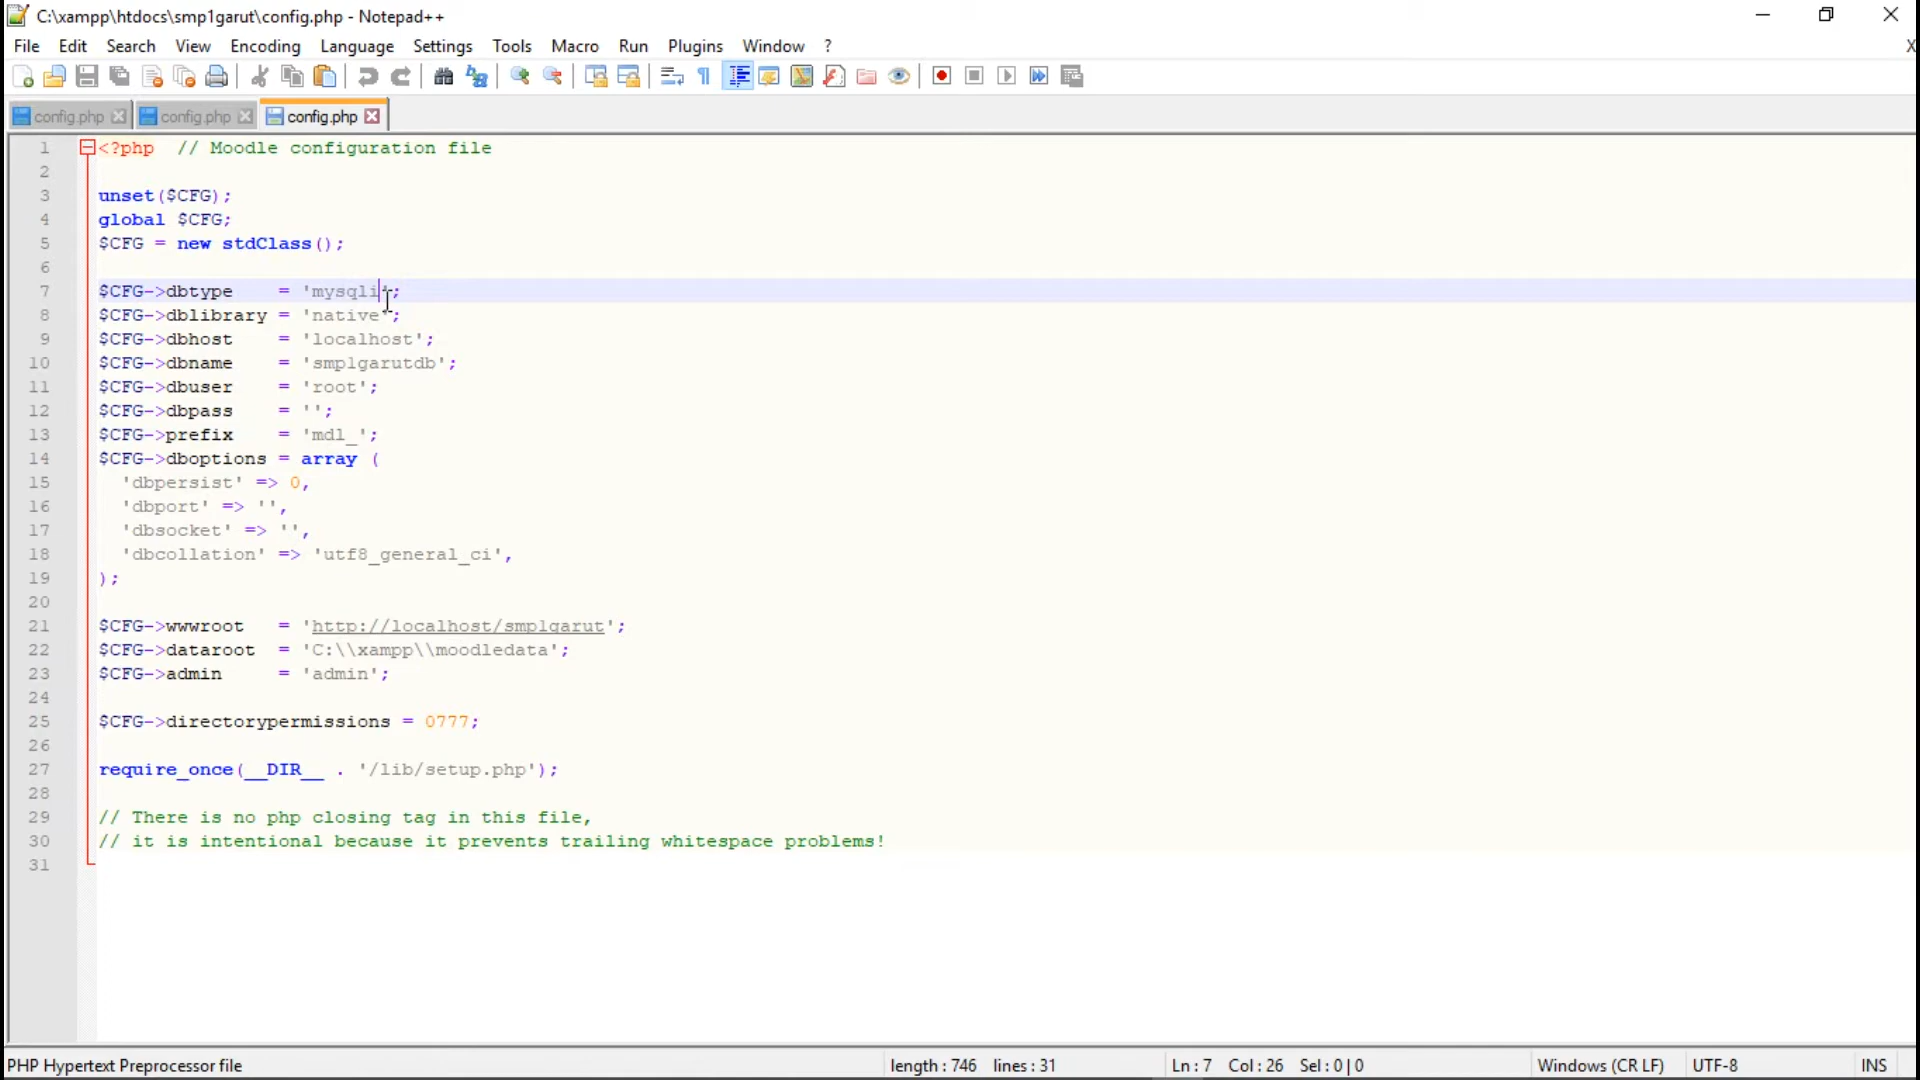 C:\xampp\htdocs\smp1garut\config.php - Notepad++
File Edit Search View Encoding Language Settings Tools Macro Run Plugins Window ? X
config.php config.php config.php
1 <?php  // Moodle configuration file
2
3 unset($CFG);
4 global $CFG;
5 $CFG = new stdClass();
6
7 $CFG->dbtype    = 'mysqli';
8 $CFG->dblibrary = 'native';
9 $CFG->dbhost    = 'localhost';
10 $CFG->dbname    = 'smp1garutdb';
11 $CFG->dbuser    = 'root';
12 $CFG->dbpass    = '';
13 $CFG->prefix    = 'mdl_';
14 $CFG->dboptions = array (
15   'dbpersist' => 0,
16   'dbport' => '',
17   'dbsocket' => '',
18   'dbcollation' => 'utf8_general_ci',
19 );
20
21 $CFG->wwwroot   = 'http://localhost/smp1garut';
22 $CFG->dataroot  = 'C:\\xampp\\moodledata';
23 $CFG->admin     = 'admin';
24
25 $CFG->directorypermissions = 0777;
26
27 require_once(__DIR__ . '/lib/setup.php');
28
29 // There is no php closing tag in this file,
30 // it is intentional because it prevents trailing whitespace problems!
31
PHP Hypertext Preprocessor file length : 746 lines : 31 Ln : 7 Col : 26 Sel : 0 | 0 Windows (CR LF) UTF-8 INS